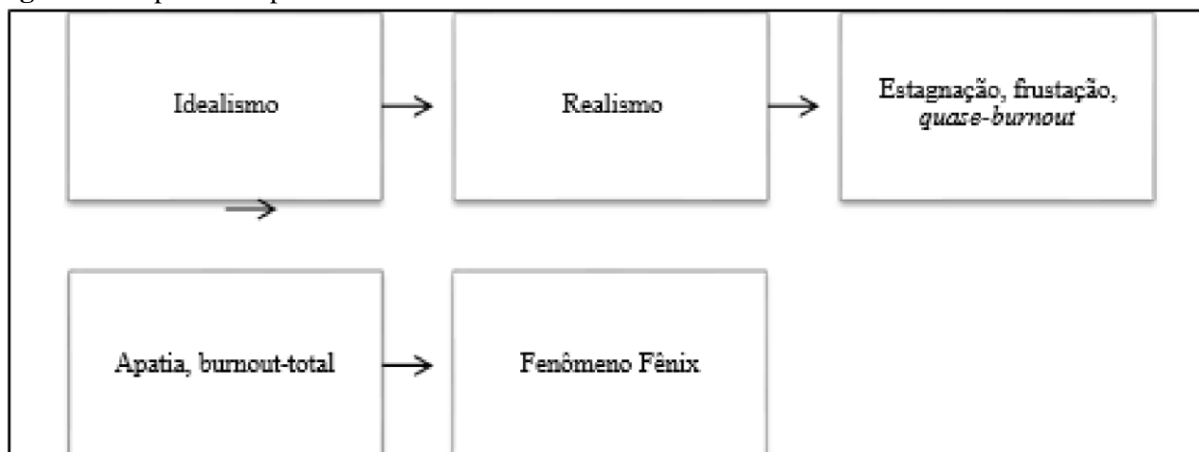 Idealismo
Realismo
Estagnação, frustação,
quase-burnout
Apatia, burnout-total
Fenômeno Fênix